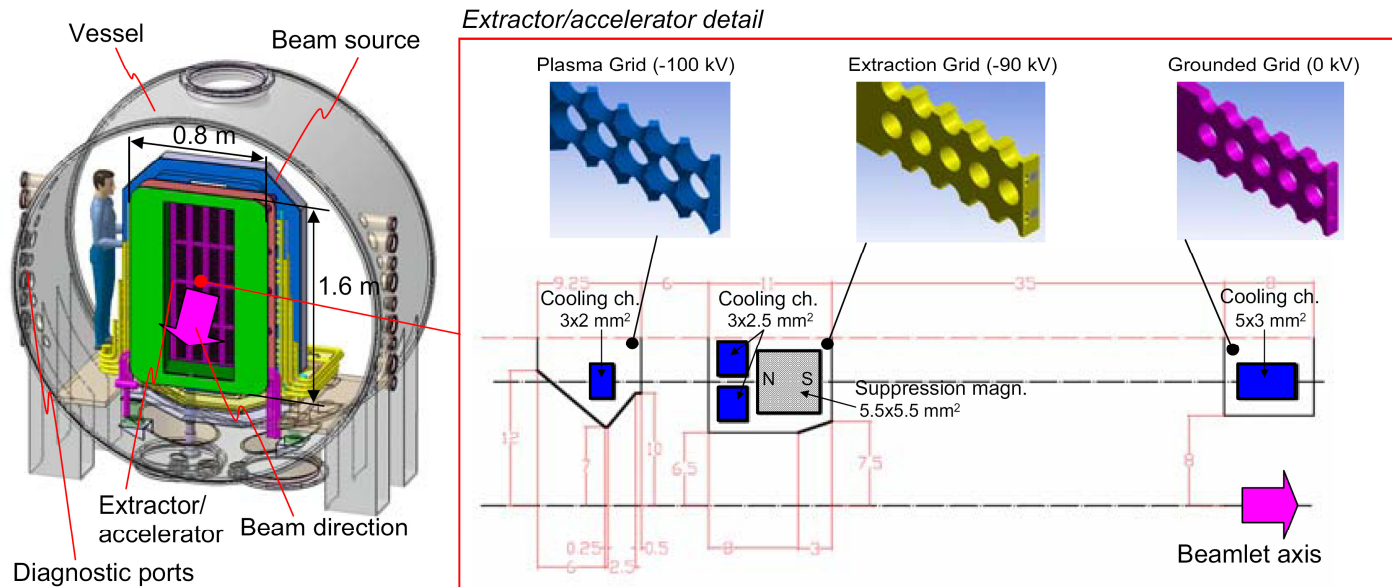 Extractor/accelerator detail
Vessel
Beam source
Plasma Grid (-100 kV)
Extraction Grid (-90 kV)
Grounded Grid (0 kV)
0.8 m
1.6 m
9.25
6
11
35
8
Cooling ch.
3x2 mm²
Cooling ch.
3x2.5 mm²
Cooling ch.
5x3 mm²
N S
Suppression magn.
5.5x5.5 mm²
12
7
10
6.5
7.5
8
Extractor/
accelerator
Beam direction
Diagnostic ports
0.25
0.5
6
2.5
8
3
Beamlet axis